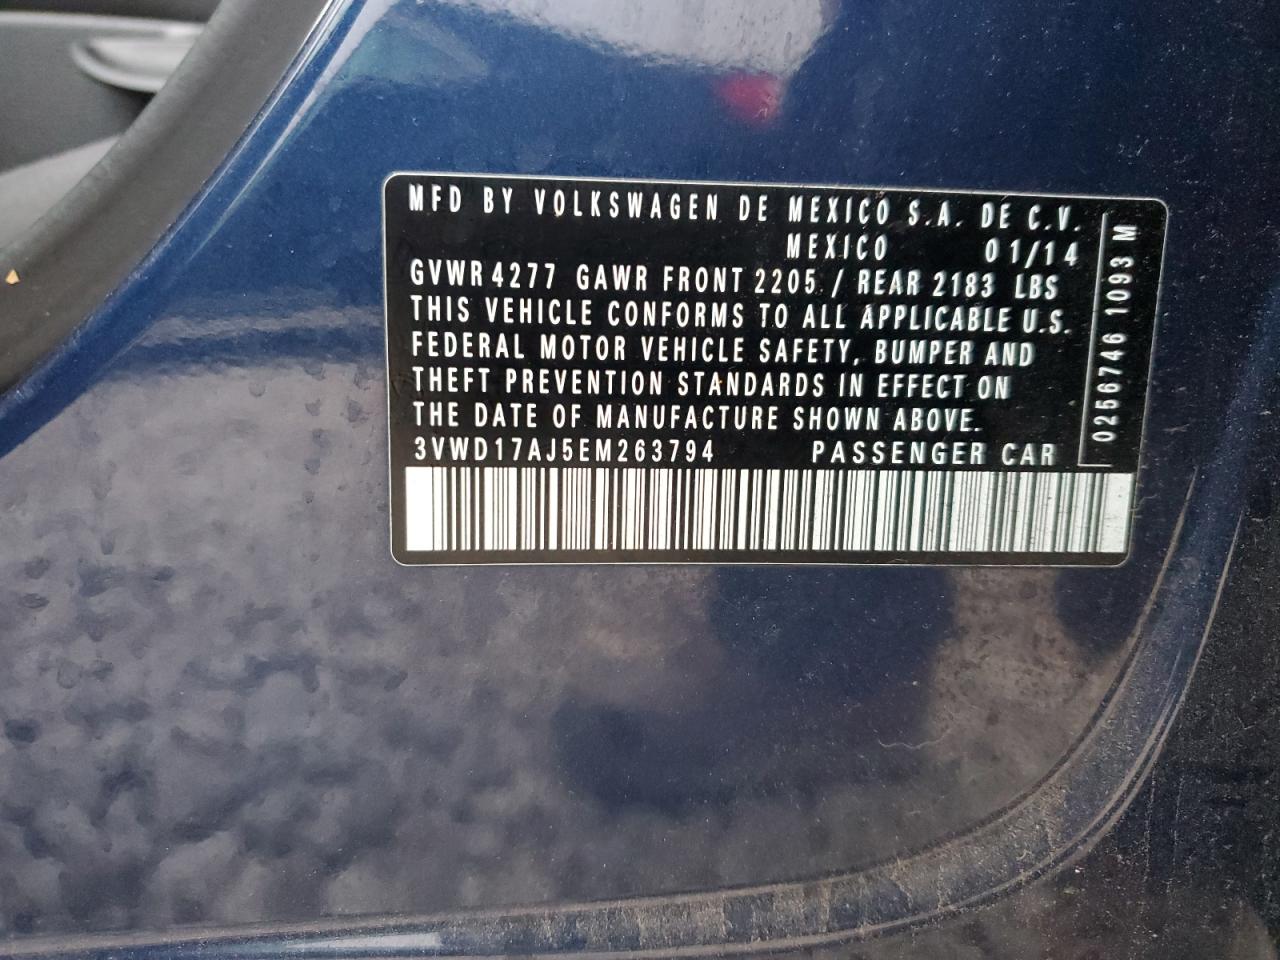 MFD BY VOLKSWAGEN DE MEXICO S.A. DE C.V.
MEXICO 01/14
GVWR 4277 GAWR FRONT 2205 / REAR 2183 LBS
THIS VEHICLE CONFORMS TO ALL APPLICABLE U.S.
FEDERAL MOTOR VEHICLE SAFETY, BUMPER AND
THEFT PREVENTION STANDARDS IN EFFECT ON
THE DATE OF MANUFACTURE SHOWN ABOVE.
3VWD17AJ5EM263794 PASSENGER CAR
0256746 1093 M